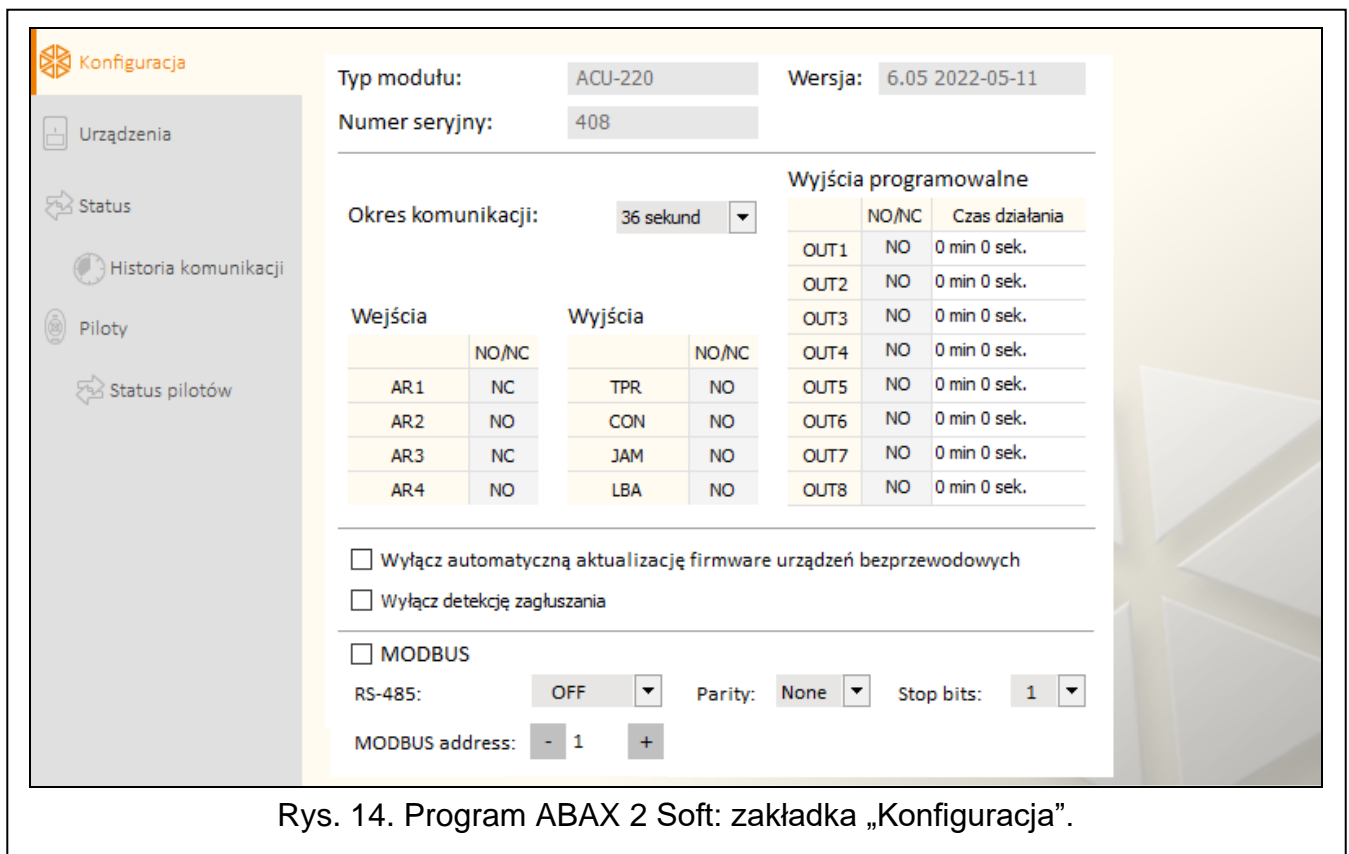 Konfiguracja
Urządzenia
Status
Historia komunikacji
Piloty
Status pilotów
Typ modułu: ACU-220 Wersja: 6.05 2022-05-11
Numer seryjny: 408
Okres komunikacji: 36 sekund
Wejścia
NO/NC
AR1 NC
AR2 NO
AR3 NC
AR4 NO
Wyjścia
NO/NC
TPR NO
CON NO
JAM NO
LBA NO
Wyjścia programowalne
NO/NC Czas działania
OUT1 NO 0 min 0 sek.
OUT2 NO 0 min 0 sek.
OUT3 NO 0 min 0 sek.
OUT4 NO 0 min 0 sek.
OUT5 NO 0 min 0 sek.
OUT6 NO 0 min 0 sek.
OUT7 NO 0 min 0 sek.
OUT8 NO 0 min 0 sek.
Wyłącz automatyczną aktualizację firmware urządzeń bezprzewodowych
Wyłącz detekcję zagłuszania
MODBUS
RS-485: OFF Parity: None Stop bits: 1
MODBUS address: - 1 +
Rys. 14. Program ABAX 2 Soft: zakładka „Konfiguracja”.